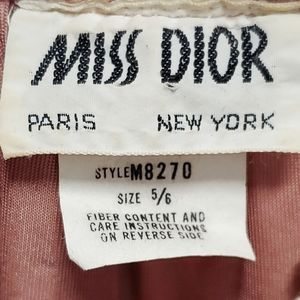 MISS DIOR
PARIS NEW YORK
STYLE M8270
SIZE 5/6
FIBER CONTENT AND
CARE INSTRUCTIONS
ON REVERSE SIDE